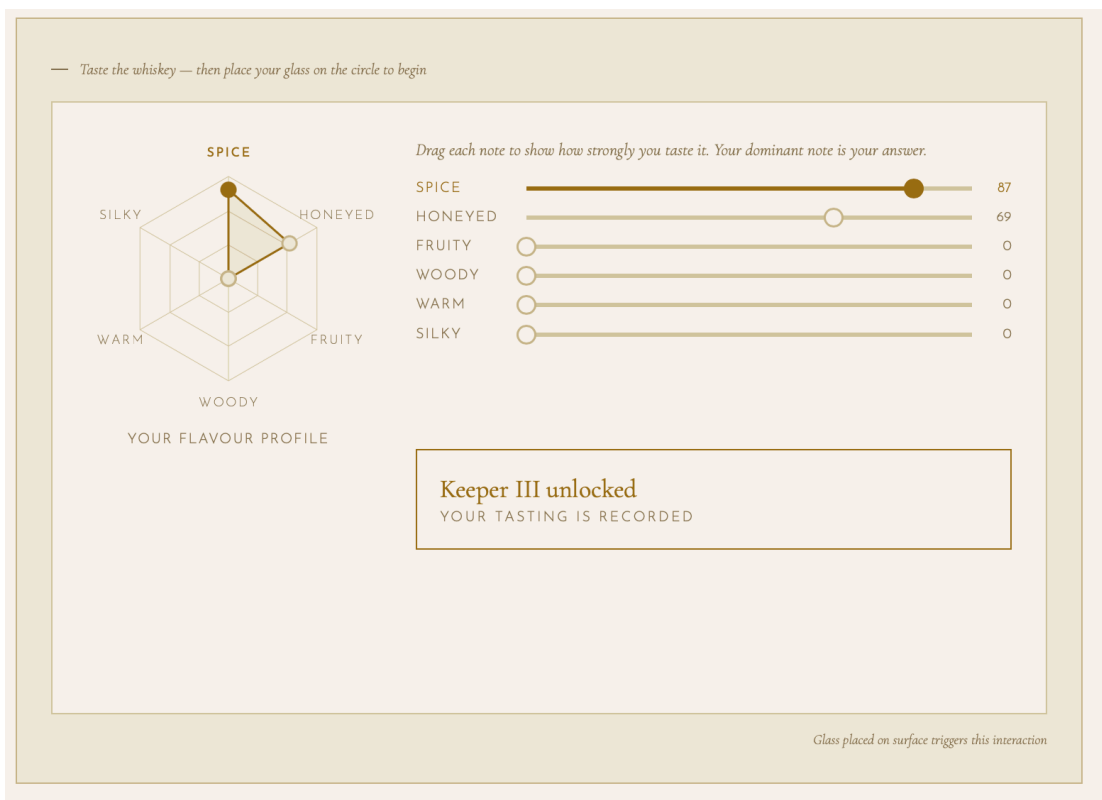 — Taste the whiskey — then place your glass on the circle to begin
SPICE
SILKY
HONEYED
WARM
FRUITY
WOODY
YOUR FLAVOUR PROFILE
Drag each note to show how strongly you taste it. Your dominant note is your answer.
SPICE 87
HONEYED 69
FRUITY 0
WOODY 0
WARM 0
SILKY 0
Keeper III unlocked
YOUR TASTING IS RECORDED
Glass placed on surface triggers this interaction